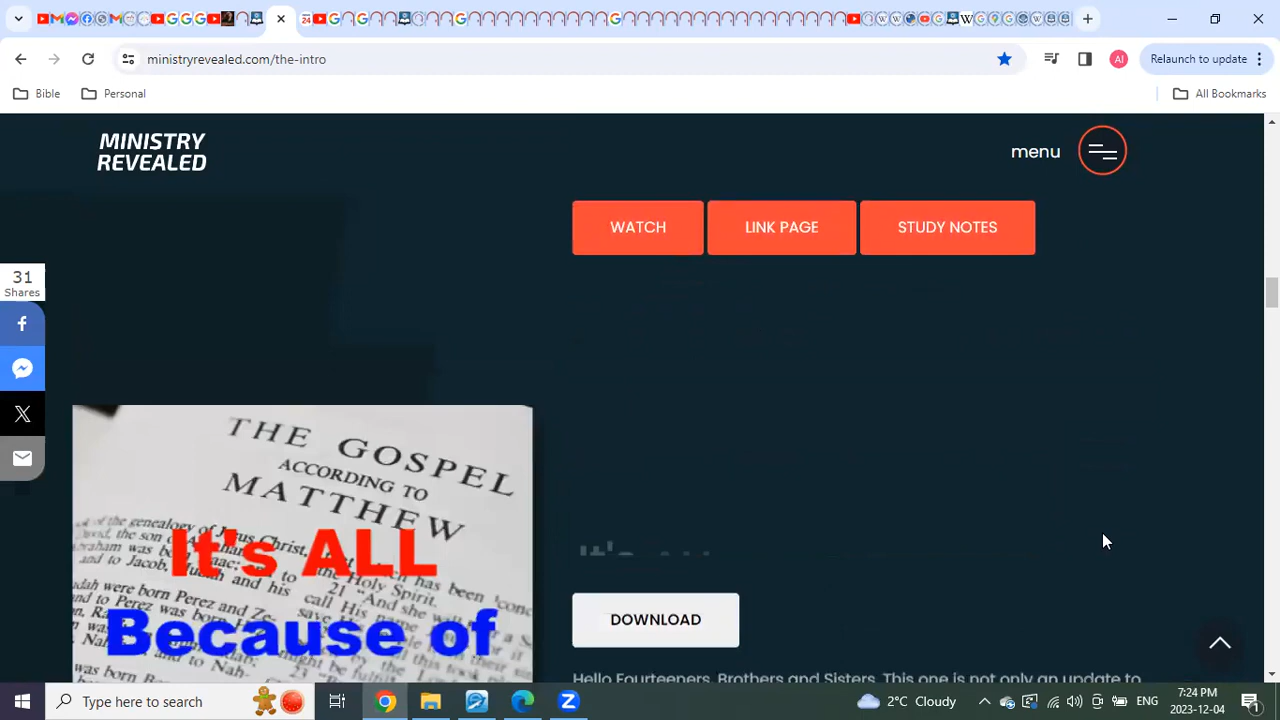 24
ministryrevealed.com/the-intro
AI
Relaunch to update
Bible
Personal
All Bookmarks
MINISTRY
REVEALED
menu
WATCH
LINK PAGE
STUDY NOTES
31
Shares
THE GOSPEL
ACCORDING TO
MATTHEW
It's ALL
Because of
DOWNLOAD
Hello Fourteeners, Brothers and Sisters. This one is not only an update to
Type here to search
2°C Cloudy
ENG
7:24 PM
2023-12-04